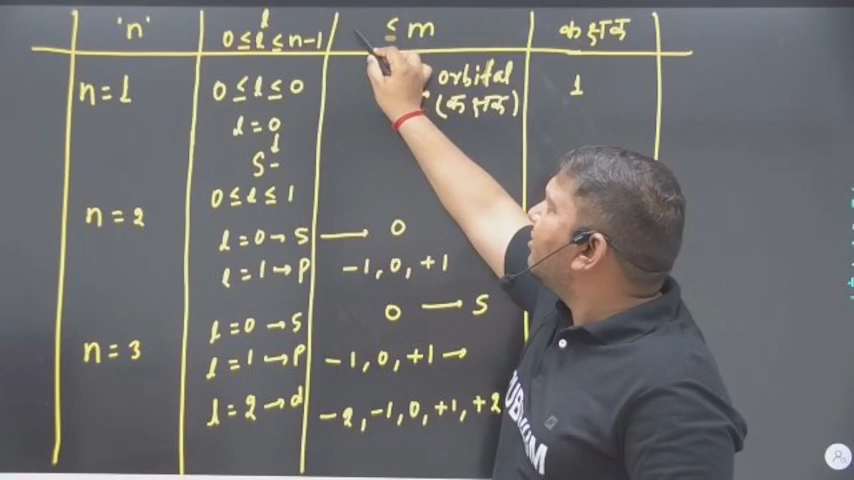 'n'
l
0 ≤ l ≤ n-1
≤ m
कक्षक
n = 1
0 ≤ l ≤ 0
orbital
1
(कक्षक)
l = 0
l
S -
0 ≤ l ≤ 1
n = 2
l = 0 → S → 0
l = 1 → P -1, 0, +1
0 → S
l = 0 → S
n = 3
l = 1 → P -1, 0, +1 →
l = 2 → d -2, -1, 0, +1, +2